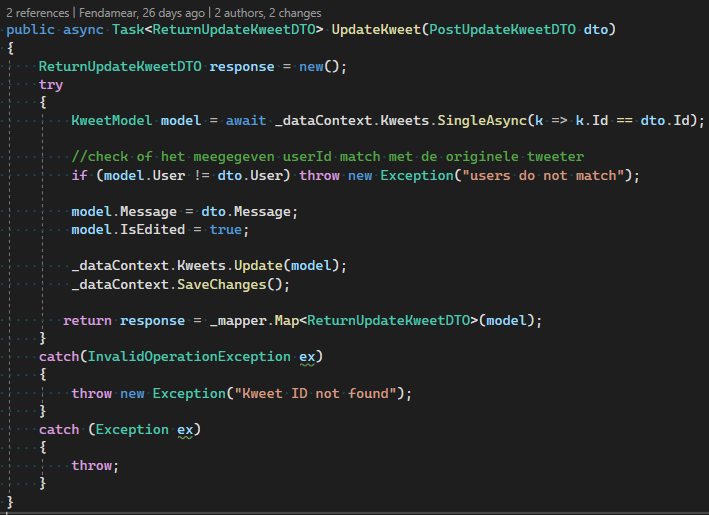 2 references | Fendamear, 26 days ago | 2 authors, 2 changes
public async Task<ReturnUpdateKweetDTO> UpdateKweet(PostUpdateKweetDTO dto)
{
    ReturnUpdateKweetDTO response = new();
    try
    {
        KweetModel model = await _dataContext.Kweets.SingleAsync(k => k.Id == dto.Id);

        //check of het meegegeven userId match met de originele tweeter
        if (model.User != dto.User) throw new Exception("users do not match");

        model.Message = dto.Message;
        model.IsEdited = true;

        _dataContext.Kweets.Update(model);
        _dataContext.SaveChanges();

       return response = _mapper.Map<ReturnUpdateKweetDTO>(model);
    }
    catch(InvalidOperationException ex)
    {
        throw new Exception("Kweet ID not found");
    }
    catch (Exception ex)
    {
        throw;
    }
}